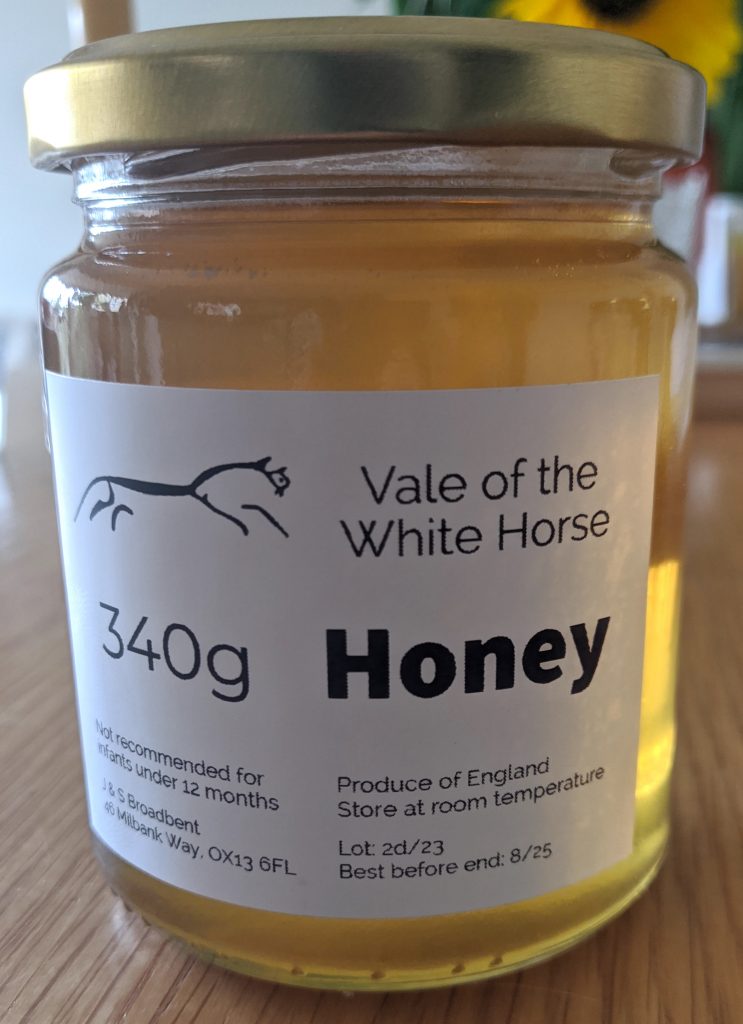 Vale of the
White Horse
340g
Honey
Not recommended for
infants under 12 months
J & S Broadbent
46 Milbank Way, OX13 6FL
Produce of England
Store at room temperature
Lot: 2d/23
Best before end: 8/25